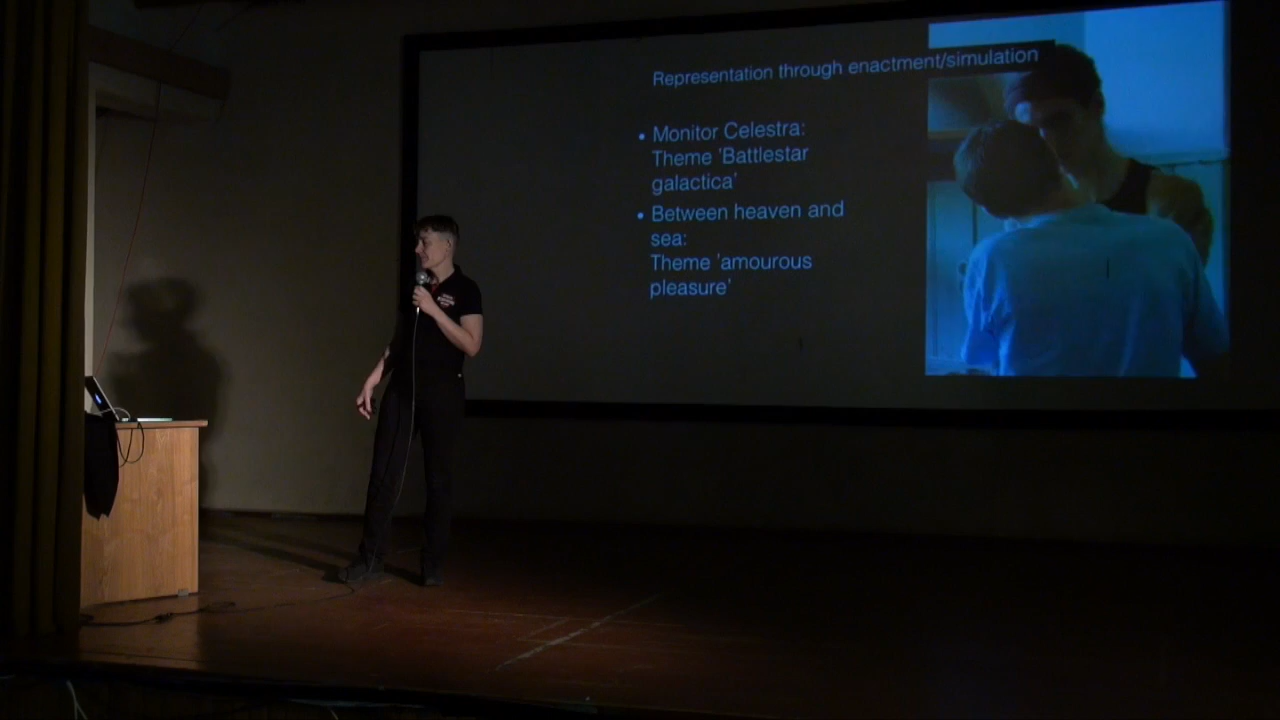 Representation through enactment/simulation
• Monitor Celestra:
Theme 'Battlestar
galactica'
• Between heaven and
sea:
Theme 'amourous
pleasure'